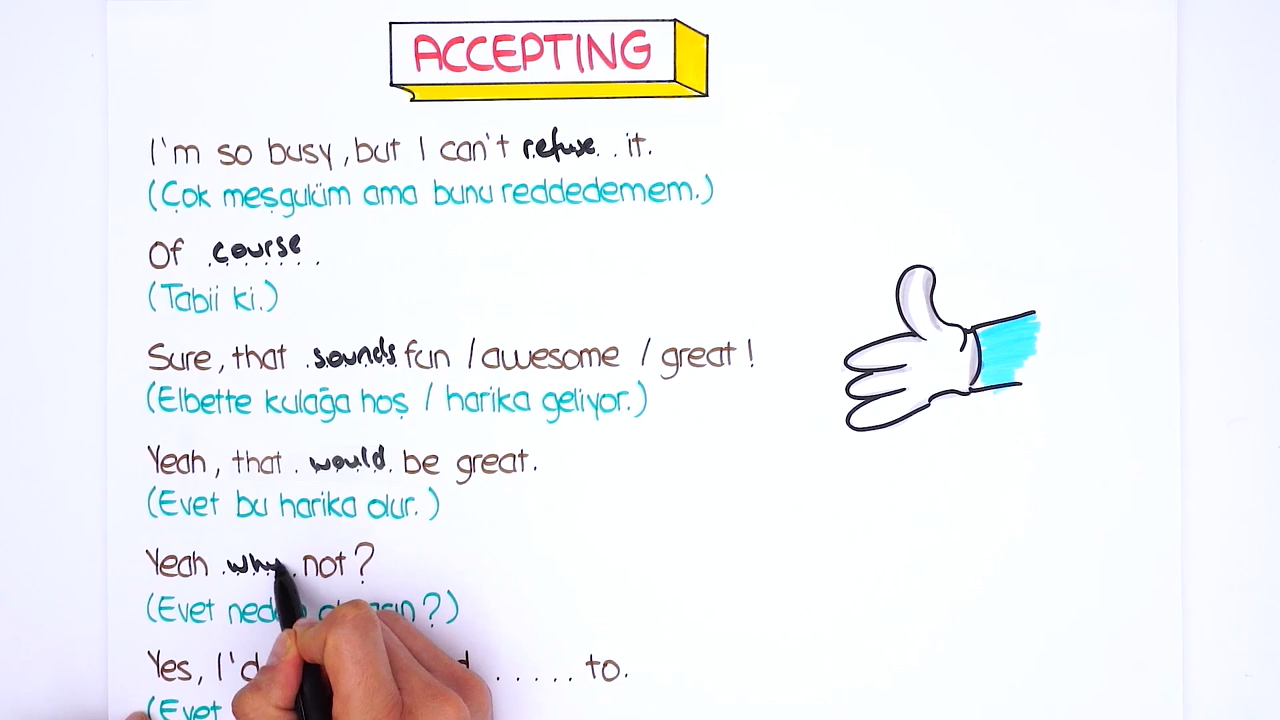 ACCEPTING
I'm so busy, but I can't refuse.. it.
(Çok meşgulüm ama bunu reddedemem.)
Of course.
(Tabii ki.)
Sure, that sounds fun / awesome / great!
(Elbette kulağa hoş / harika geliyor.)
Yeah, that would be great.
(Evet bu harika olur.)
Yeah why not?
(Evet ?)
Yes, I'd ..... to.
(Evet